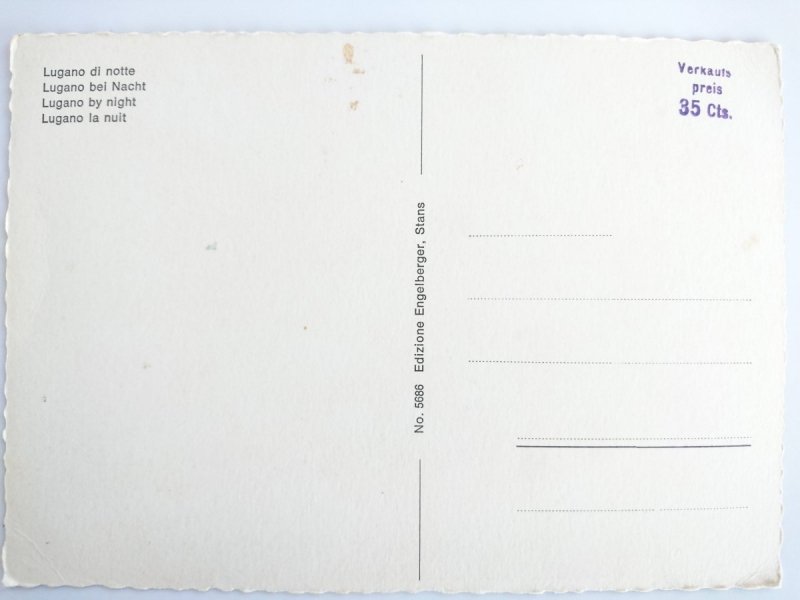 Lugano di notte
Lugano bei Nacht
Lugano by night
Lugano la nuit
No. 5686 Edizione Engelberger, Stans
Verkaufs
preis
35 Cts.